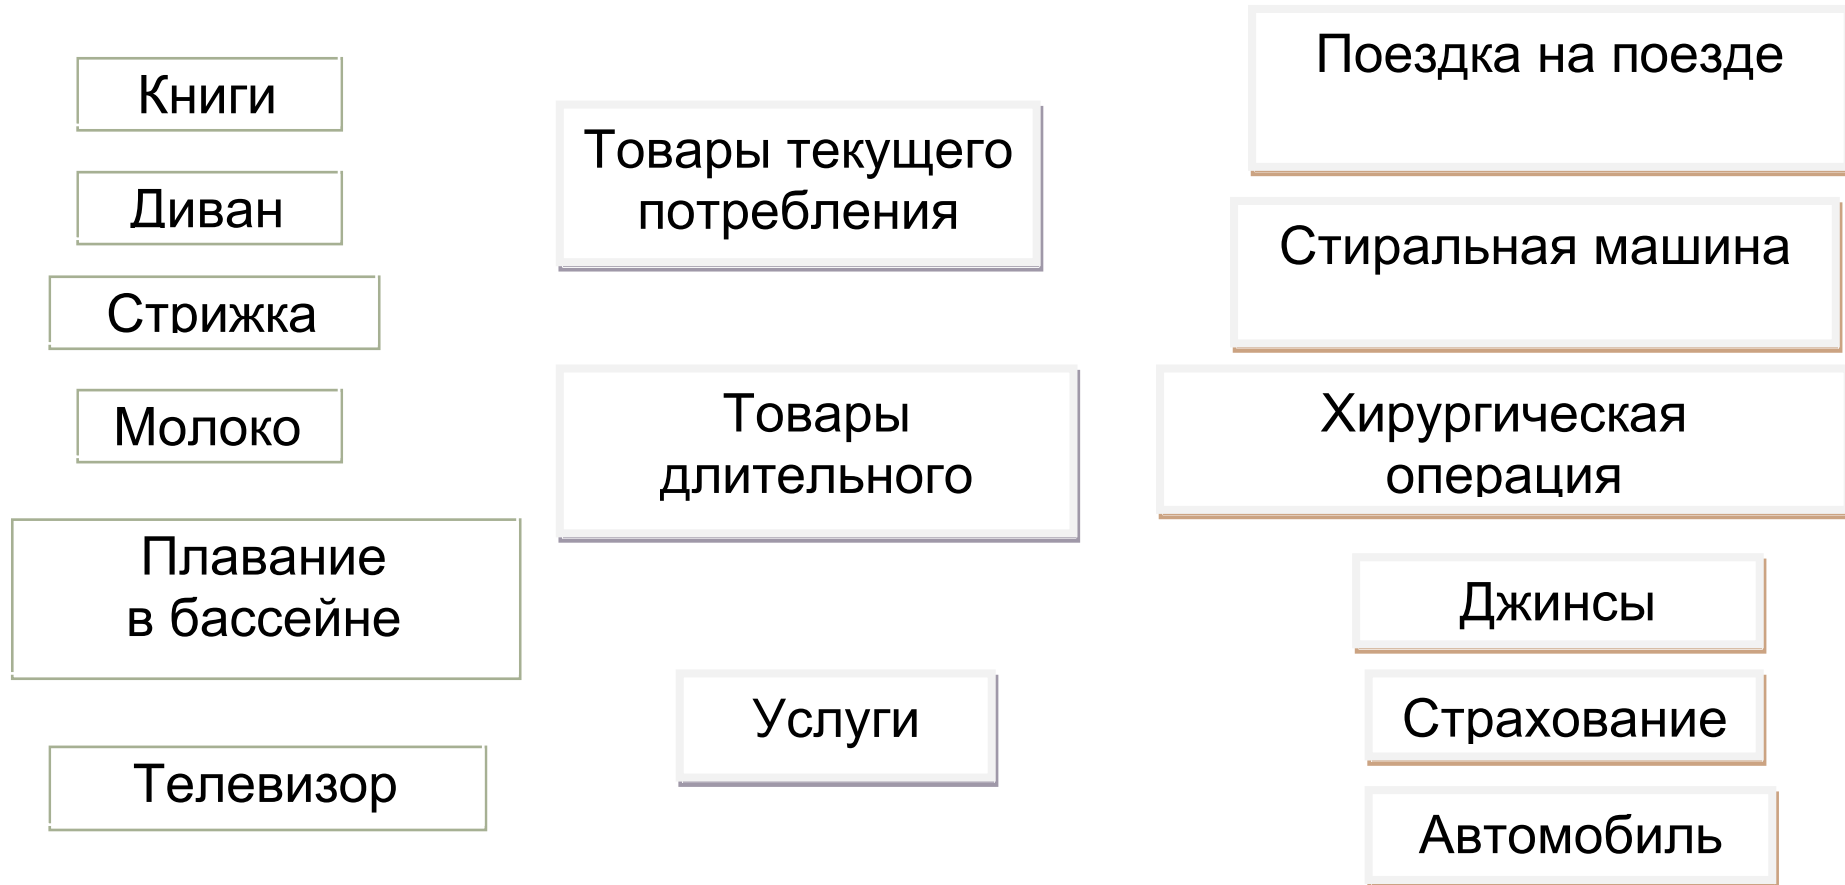 Книги
Диван
Стрижка
Молоко
Плавание
в бассейне
Телевизор
Товары текущего
потребления
Товары
длительного
Услуги
Поездка на поезде
Стиральная машина
Хирургическая
операция
Джинсы
Страхование
Автомобиль